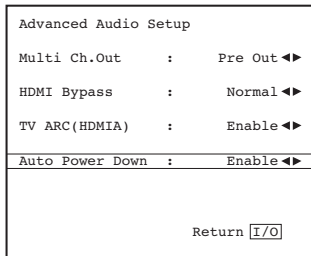 Advanced Audio Setup
Multi Ch.Out : Pre Out ◄►
HDMI Bypass : Normal ◄►
TV ARC(HDMIA) : Enable ◄►
Auto Power Down : Enable ◄►
Return I/O